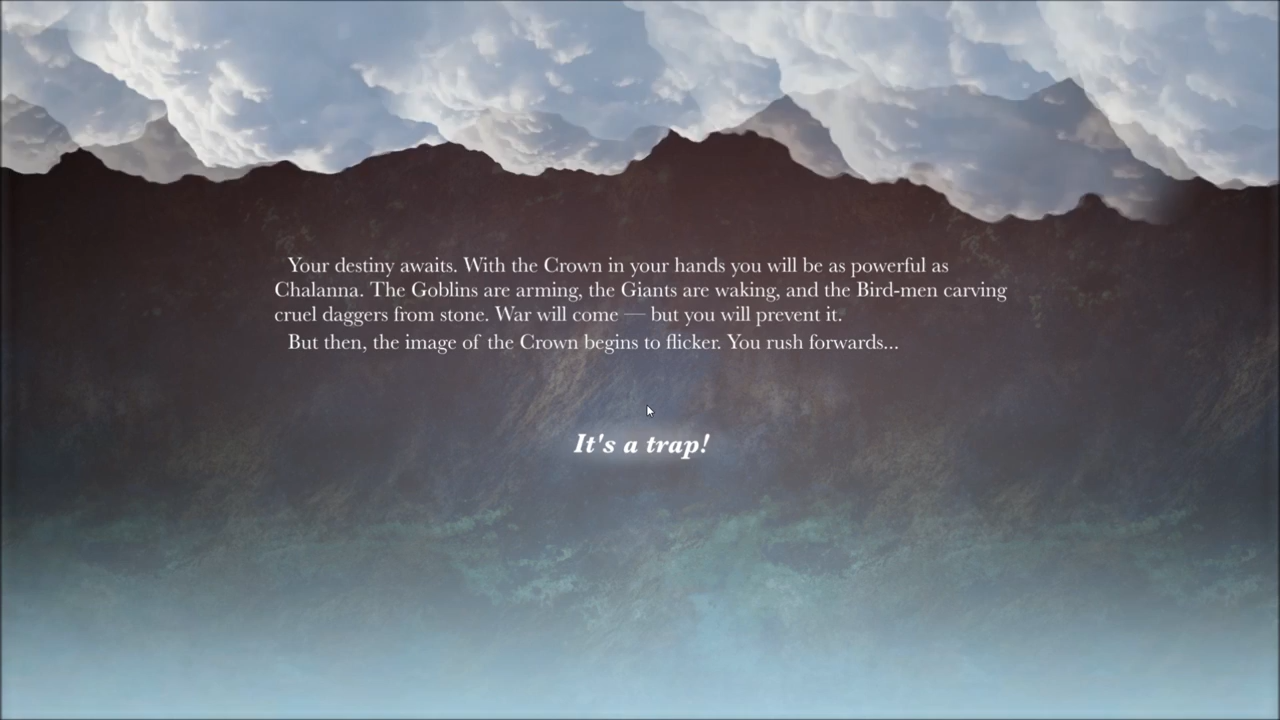 Your destiny awaits. With the Crown in your hands you will be as powerful as
Chalanna. The Goblins are arming, the Giants are waking, and the Bird-men carving
cruel daggers from stone. War will come — but you will prevent it.
But then, the image of the Crown begins to flicker. You rush forwards...
It's a trap!